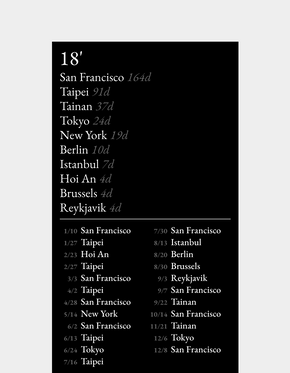 18'
San Francisco 164d
Taipei 91d
Tainan 37d
Tokyo 24d
New York 19d
Berlin 10d
Istanbul 7d
Hoi An 4d
Brussels 4d
Reykjavik 4d
1/10 San Francisco
1/27 Taipei
2/23 Hoi An
2/27 Taipei
3/3 San Francisco
4/2 Taipei
4/28 San Francisco
5/14 New York
6/2 San Francisco
6/13 Taipei
6/24 Tokyo
7/16 Taipei
7/30 San Francisco
8/13 Istanbul
8/20 Berlin
8/30 Brussels
9/3 Reykjavik
9/7 San Francisco
9/22 Tainan
10/14 San Francisco
11/21 Tainan
12/6 Tokyo
12/8 San Francisco